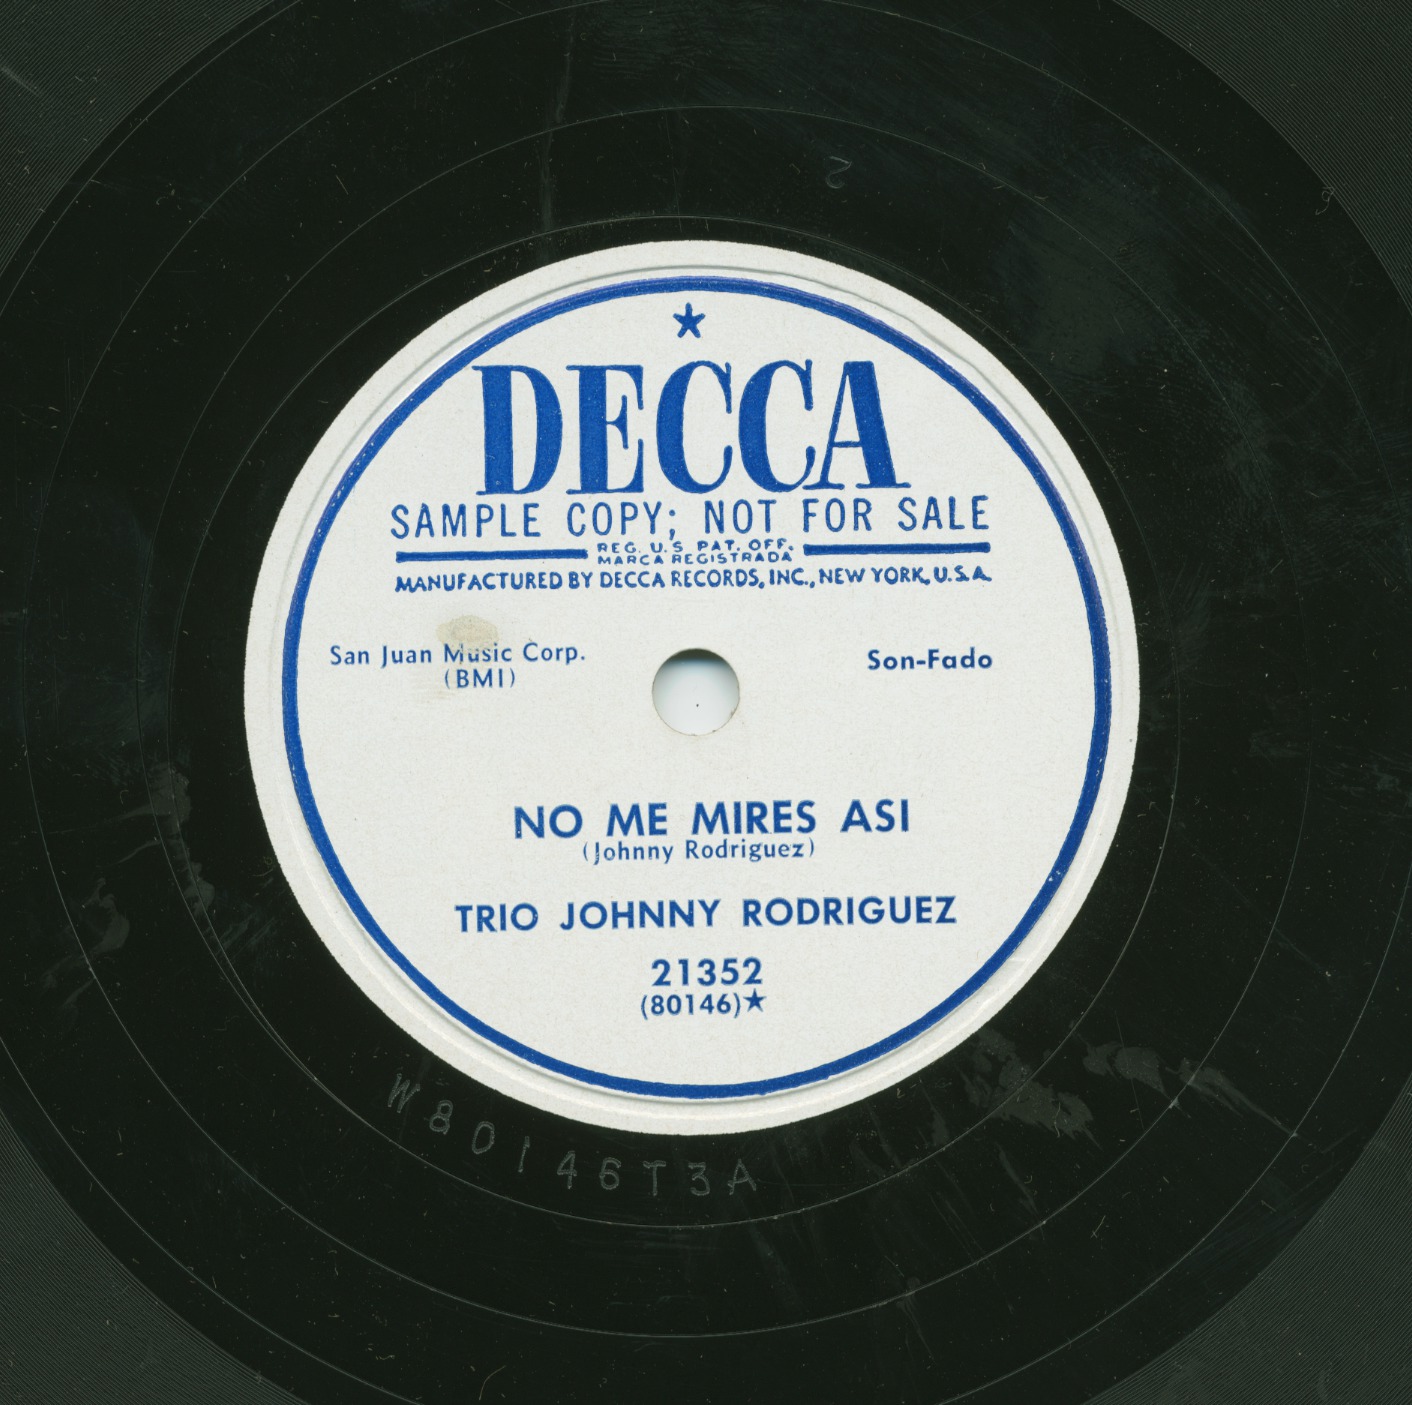 ★
DECCA
SAMPLE COPY; NOT FOR SALE
REG. U.S. PAT. OFF.
MARCA REGISTRADA
MANUFACTURED BY DECCA RECORDS, INC., NEW YORK, U.S.A.
San Juan Music Corp.
(BMI)
Son-Fado
NO ME MIRES ASI
(Johnny Rodriguez)
TRIO JOHNNY RODRIGUEZ
21352
(80146)★
W80146T3A
2